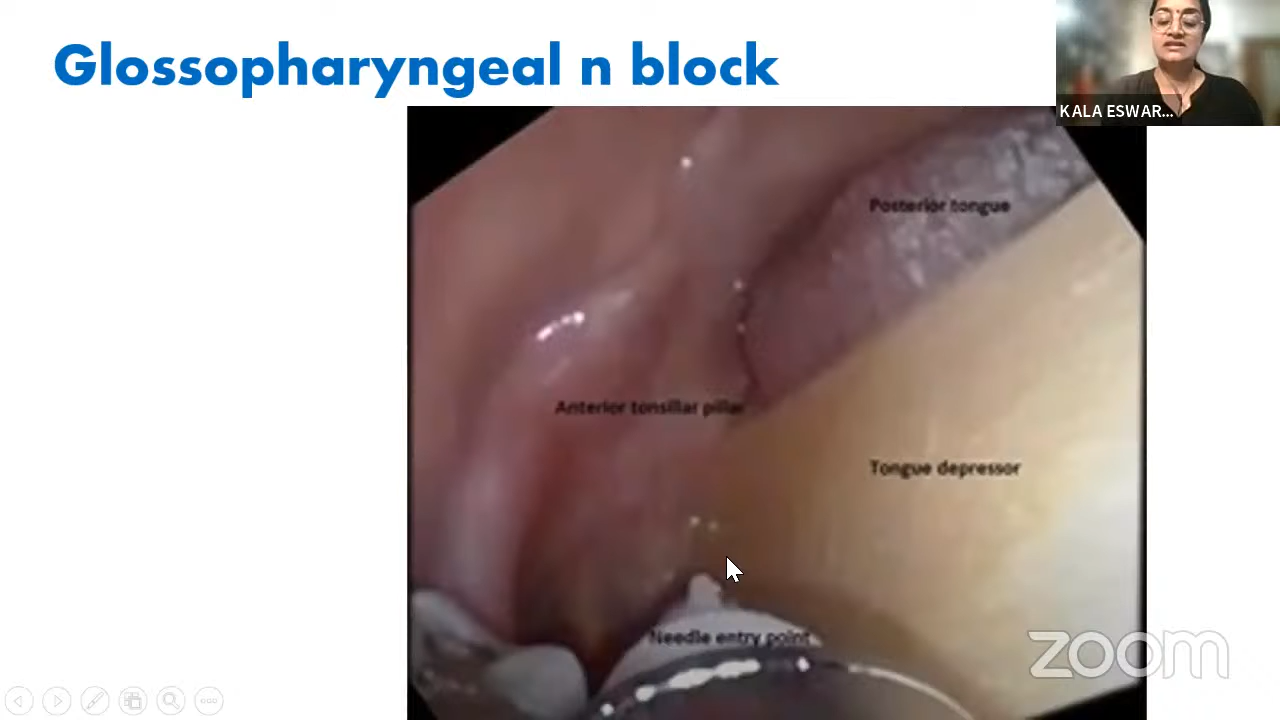 Glossopharyngeal n block
KALA ESWAR...
Posterior tongue
Anterior tonsillar pillar
Tongue depressor
Needle entry point
zoom